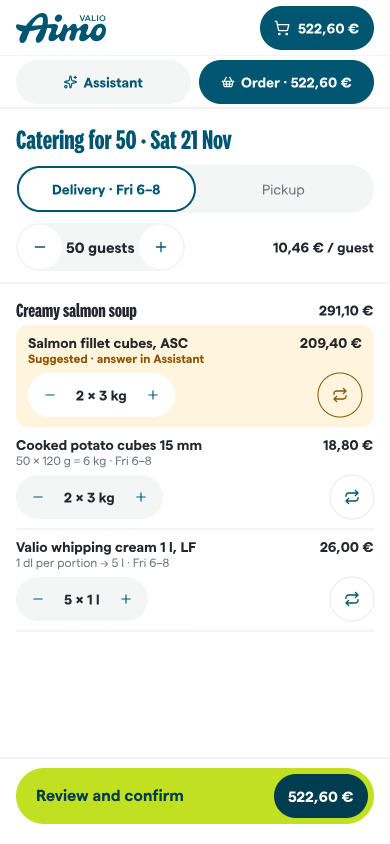 VALIO
Aimo
522,60 €
Assistant
Order · 522,60 €
Catering for 50 · Sat 21 Nov
Delivery · Fri 6–8
Pickup
− 50 guests +
10,46 € / guest
Creamy salmon soup
291,10 €
Salmon fillet cubes, ASC
209,40 €
Suggested · answer in Assistant
− 2 × 3 kg +
Cooked potato cubes 15 mm
18,80 €
50 × 120 g = 6 kg · Fri 6–8
− 2 × 3 kg +
Valio whipping cream 1 l, LF
26,00 €
1 dl per portion → 5 l · Fri 6–8
− 5 × 1 l +
Review and confirm
522,60 €